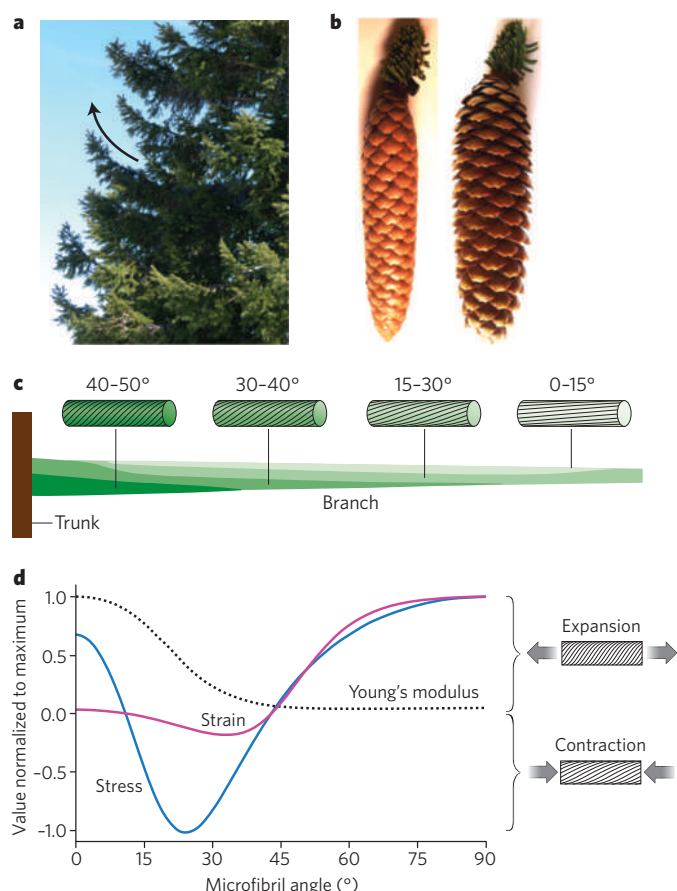 a
b
c
40–50°
30–40°
15–30°
0–15°
Branch
Trunk
d
Value normalized to maximum
1.0
0.5
0.0
−0.5
−1.0
Young's modulus
Strain
Stress
0
15
30
45
60
75
90
Microfibril angle (°)
Expansion
Contraction